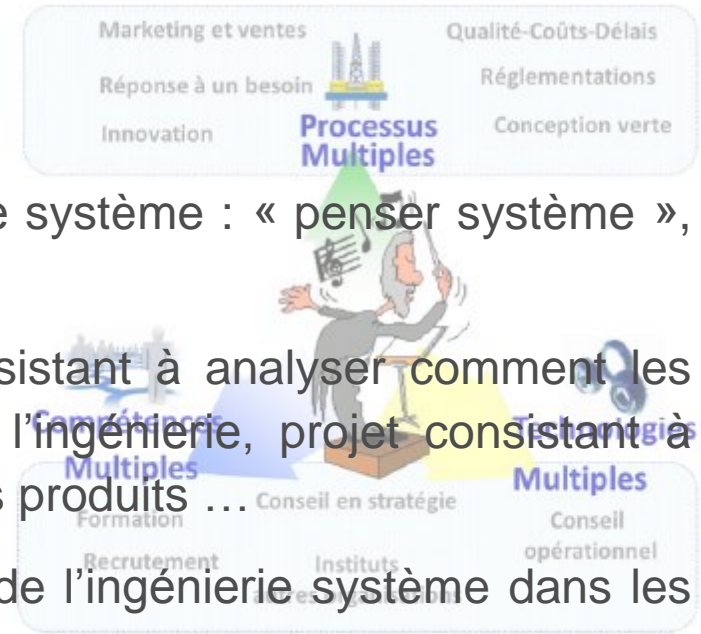 Marketing et ventes
Qualité-Coûts-Délais
Réponse à un besoin
Réglementations
Innovation
Processus
Multiples
Conception verte
e système : « penser système »,
sistant à analyser comment les
Compétences
Multiples
l’ingénierie, projet consistant à
Technologies
Multiples
s produits …
Conseil en stratégie
Formation
Conseil
opérationnel
Recrutement
Instituts
de l’ingénierie système dans les